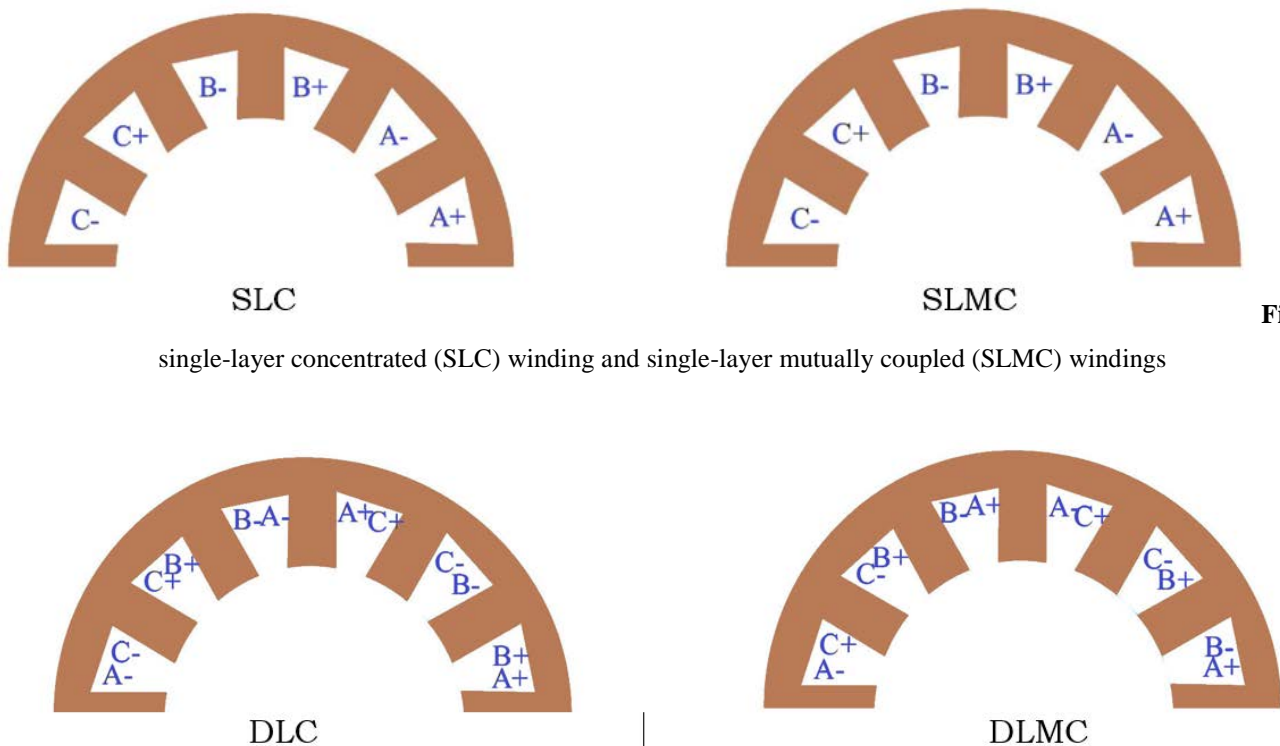 B- B+
C+ A-
C- A+
SLC
B- B+
C+ A-
C- A+
SLMC
Fi
single-layer concentrated (SLC) winding and single-layer mutually coupled (SLMC) windings
B-A- A+C+
B+ C-
C+ B-
C- B+
A- A+
DLC
B-A+ A-C+
B+ C-
C- B+
C+ B-
A- A+
DLMC